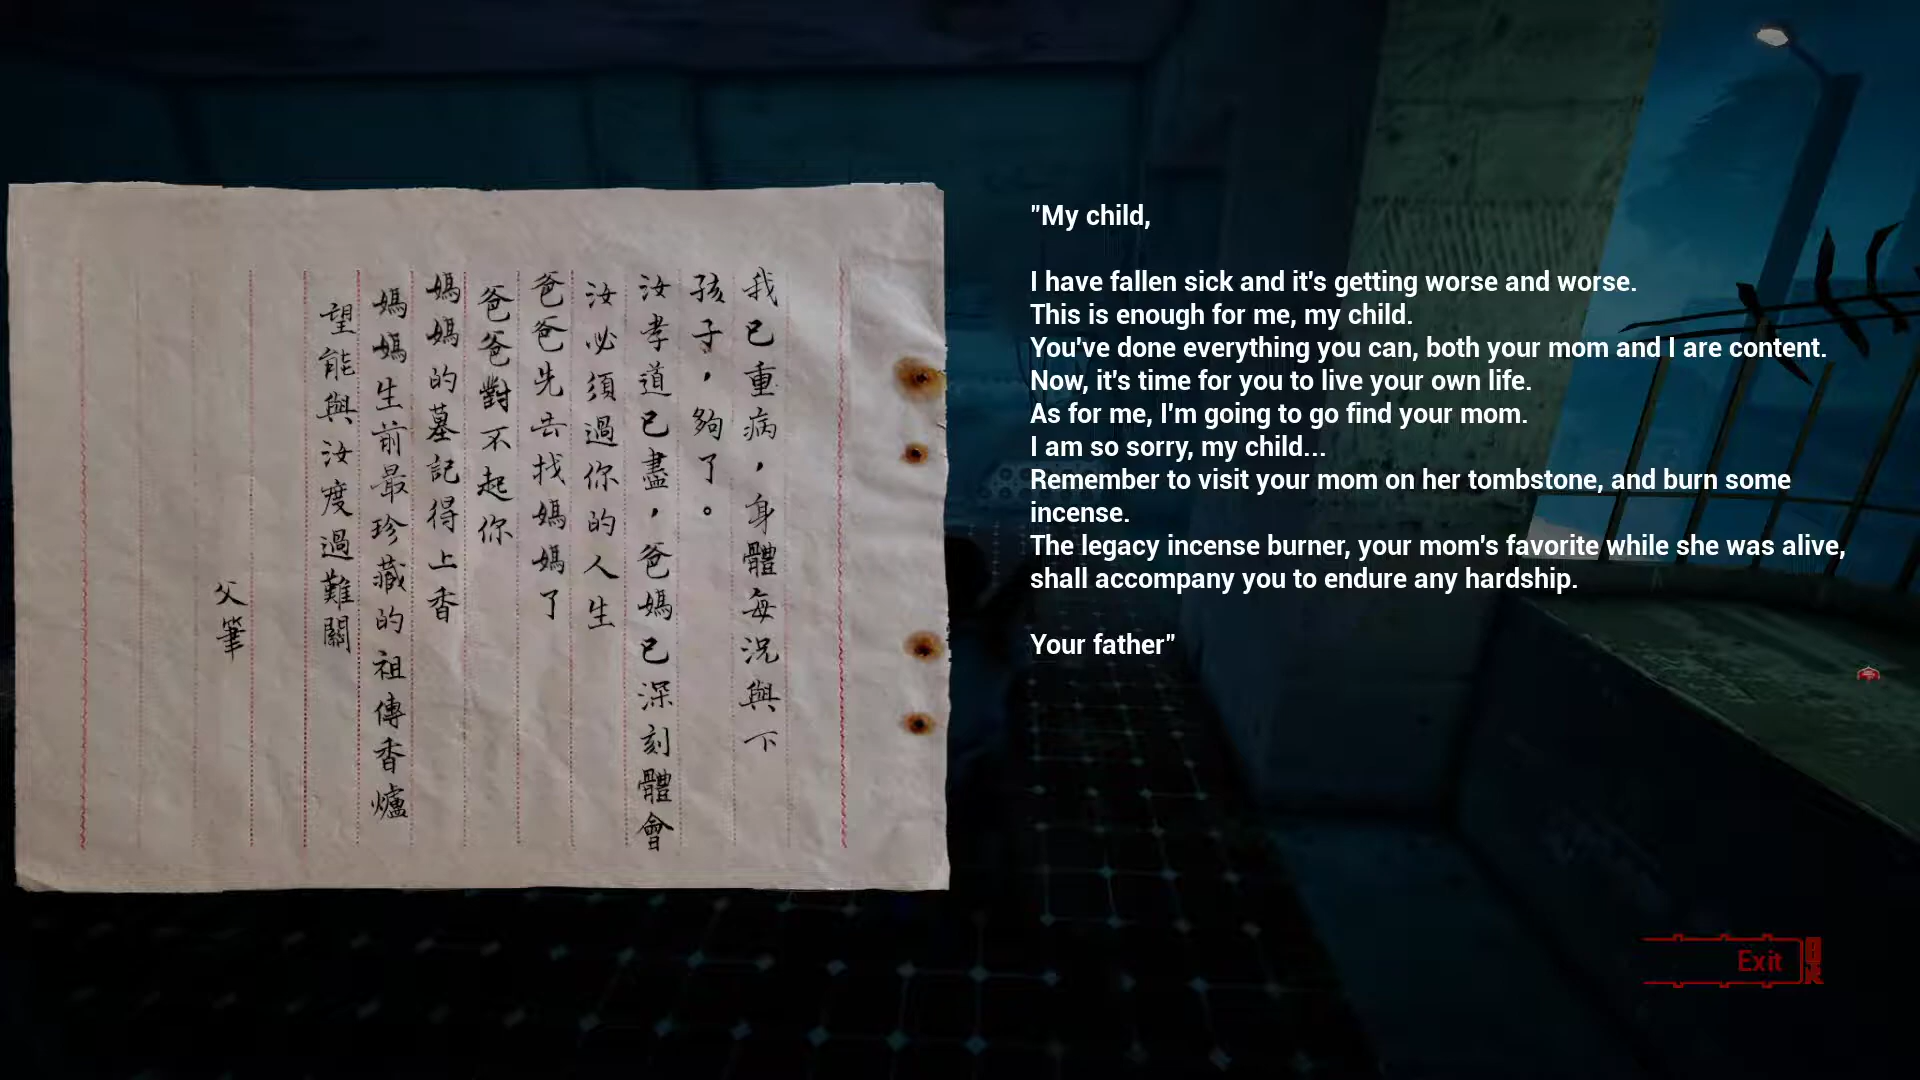 我已重病，身體每況與下
孩子，夠了。
汝孝道已盡，爸媽已深刻體會
汝必須過你的人生
爸爸先去找媽媽了
爸爸對不起你
媽媽的墓記得上香
媽媽生前最珍藏的祖傳香爐
望能與汝度過難關
父筆
"My child,
I have fallen sick and it's getting worse and worse.
This is enough for me, my child.
You've done everything you can, both your mom and I are content.
Now, it's time for you to live your own life.
As for me, I'm going to go find your mom.
I am so sorry, my child...
Remember to visit your mom on her tombstone, and burn some
incense.
The legacy incense burner, your mom's favorite while she was alive,
shall accompany you to endure any hardship.
Your father"
Exit